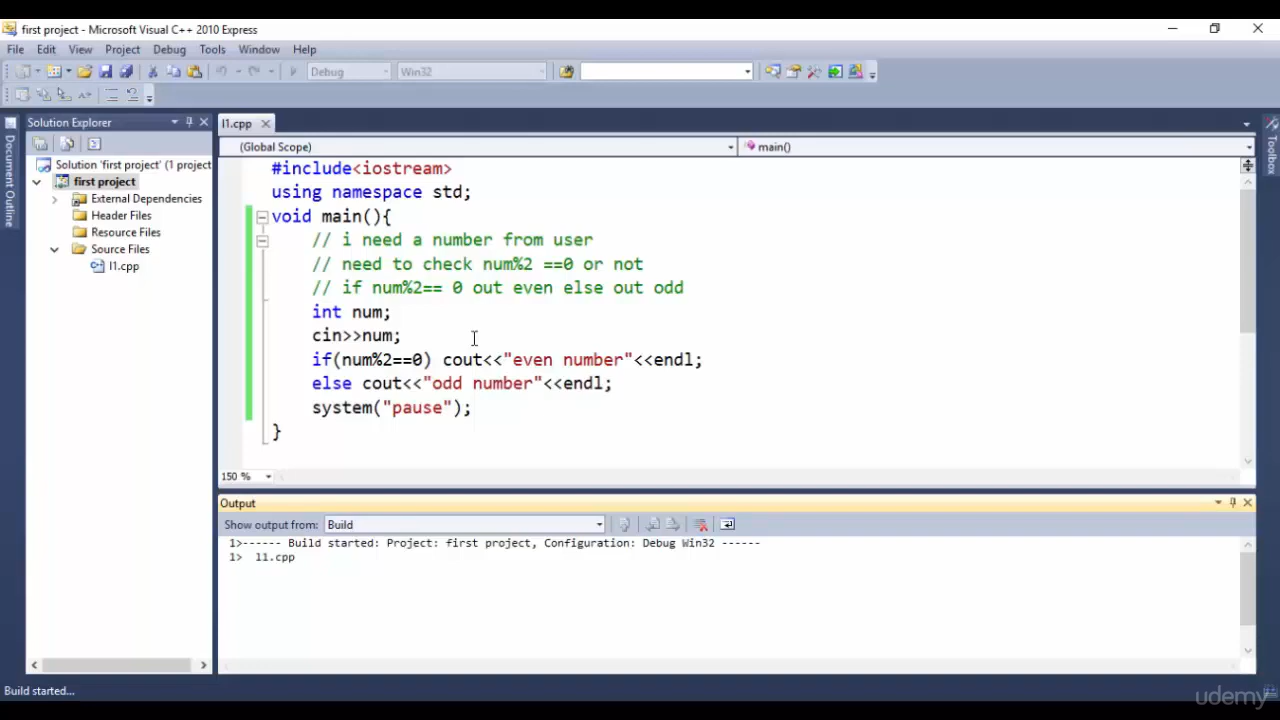 first project - Microsoft Visual C++ 2010 Express
File Edit View Project Debug Tools Window Help
Debug Win32
Solution Explorer
l1.cpp
Document Outline
Toolbox
(Global Scope) main()
Solution 'first project' (1 project
first project
External Dependencies
Header Files
Resource Files
Source Files
l1.cpp
#include<iostream>
using namespace std;
void main(){
// i need a number from user
// need to check num%2 ==0 or not
// if num%2== 0 out even else out odd
int num;
cin>>num;
if(num%2==0) cout<<"even number"<<endl;
else cout<<"odd number"<<endl;
system("pause");
}
150 %
Output
Show output from: Build
1>------ Build started: Project: first project, Configuration: Debug Win32 ------
1> l1.cpp
Build started...
udemy